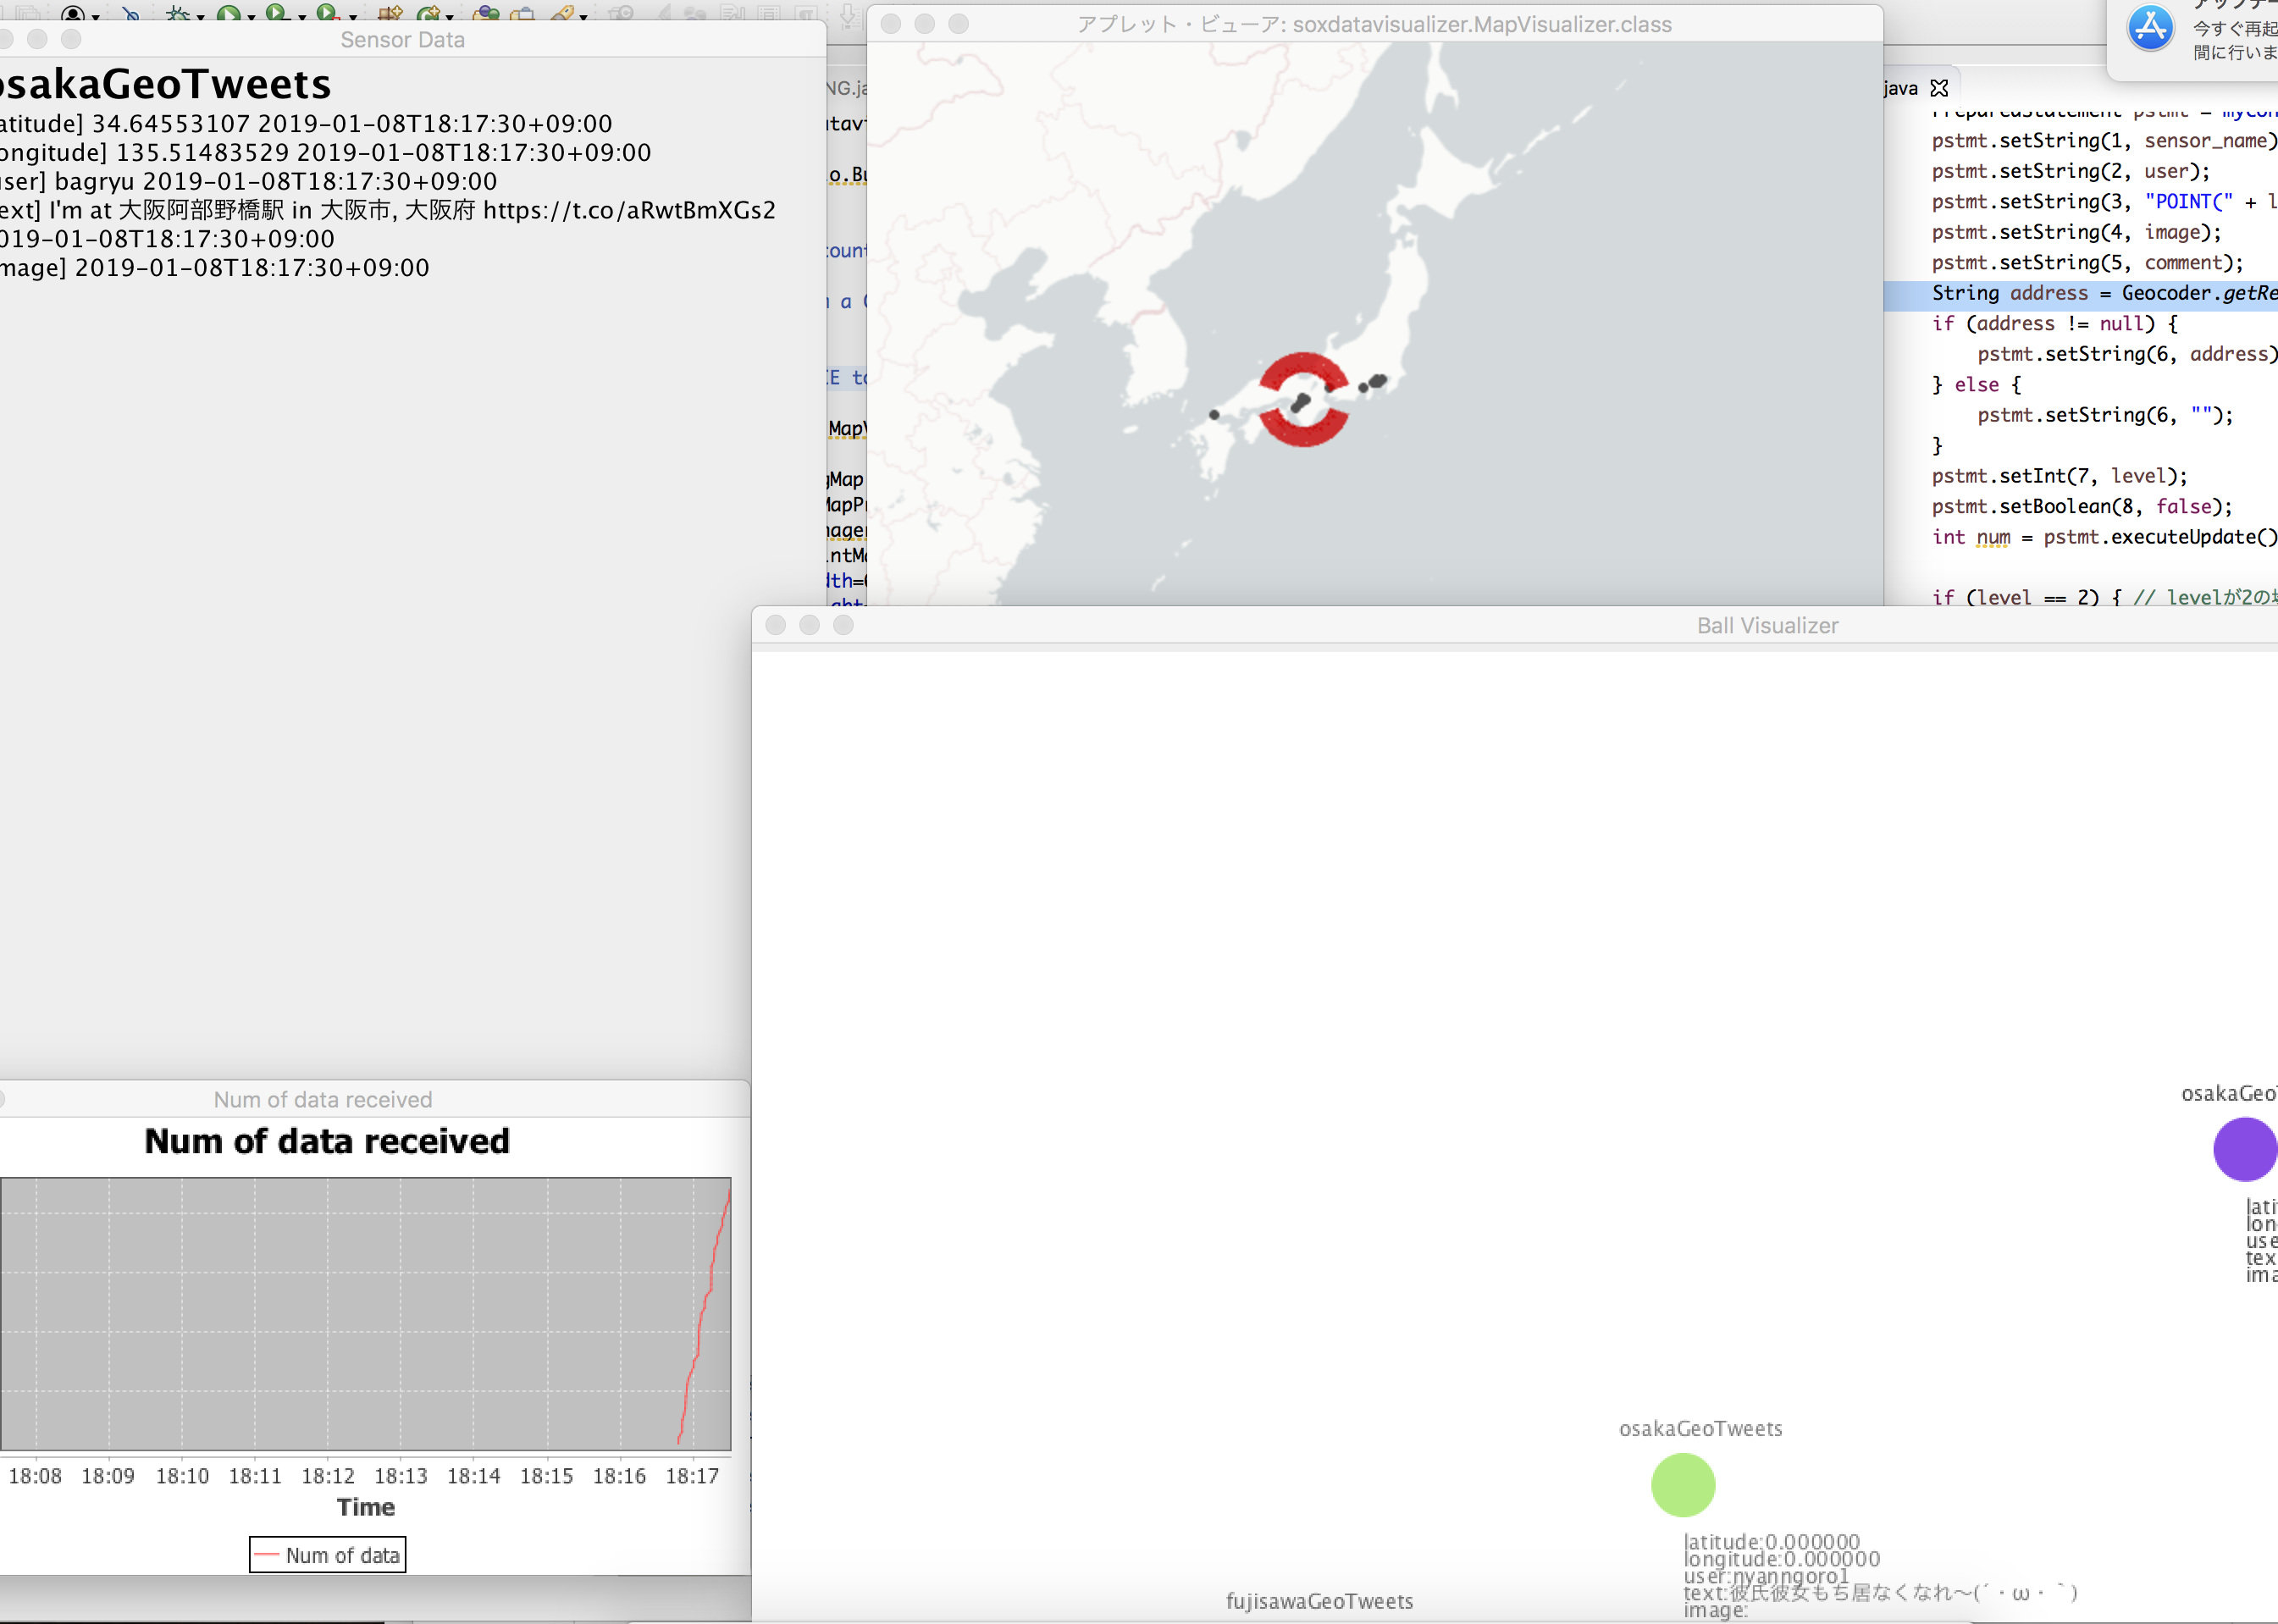 Sensor Data
osakaGeoTweets
atitude] 34.64553107 2019-01-08T18:17:30+09:00
ongitude] 135.51483529 2019-01-08T18:17:30+09:00
ser] bagryu 2019-01-08T18:17:30+09:00
ext] I'm at 大阪阿部野橋駅 in 大阪市, 大阪府 https://t.co/aRwtBmXGs2
019-01-08T18:17:30+09:00
mage] 2019-01-08T18:17:30+09:00
アプレット・ビューア: soxdatavisualizer.MapVisualizer.class
今すぐ再起
間に行いま
NG.ja
java
pstmt.setString(1, sensor_name)
pstmt.setString(2, user);
pstmt.setString(3, "POINT(" + l
pstmt.setString(4, image);
pstmt.setString(5, comment);
String address = Geocoder.getRe
if (address != null) {
pstmt.setString(6, address)
} else {
pstmt.setString(6, "");
}
pstmt.setInt(7, level);
pstmt.setBoolean(8, false);
int num = pstmt.executeUpdate()
if (level == 2) { // levelが2の
Ball Visualizer
osakaGeo
lati
lon
use
tex
ima
osakaGeoTweets
latitude:0.000000
longitude:0.000000
user:nyanngoro1
text:彼氏彼女もち居なくなれ〜(´・ω・｀)
image:
fujisawaGeoTweets
Num of data received
Num of data received
18:08 18:09 18:10 18:11 18:12 18:13 18:14 18:15 18:16 18:17
Time
Num of data